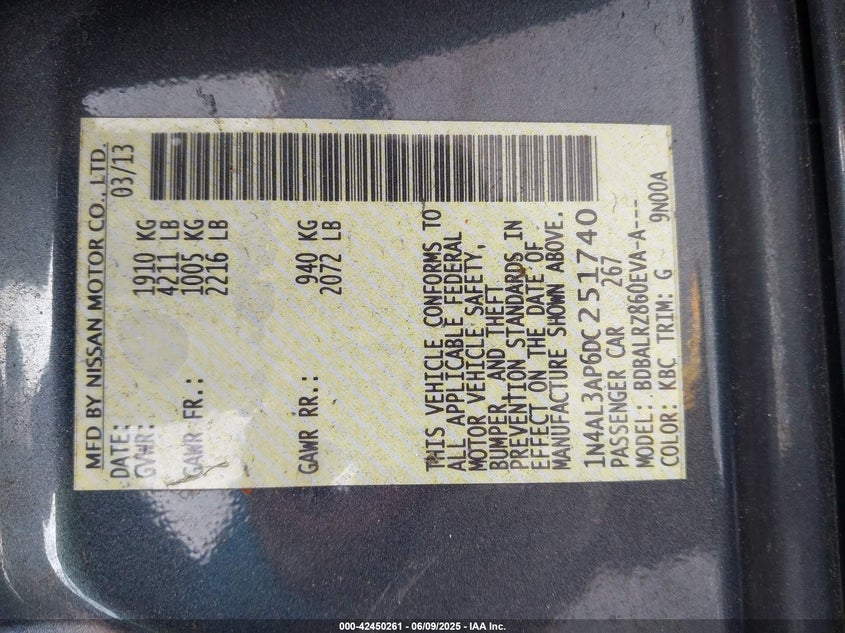 MFD BY NISSAN MOTOR CO., LTD.
DATE: 03/13
GVWR: 1910 KG
4211 LB
GAWR FR.: 1005 KG
2216 LB
GAWR RR.: 940 KG
2072 LB
THIS VEHICLE CONFORMS TO
ALL APPLICABLE FEDERAL
MOTOR VEHICLE SAFETY,
BUMPER, AND THEFT
PREVENTION STANDARDS IN
EFFECT ON THE DATE OF
MANUFACTURE SHOWN ABOVE.
1N4AL3AP6DC251740
PASSENGER CAR 267
MODEL: BDBALRZ860EVA-A---
COLOR: KBC TRIM: G 9N00A
000-42450261 - 06/09/2025 - IAA Inc.